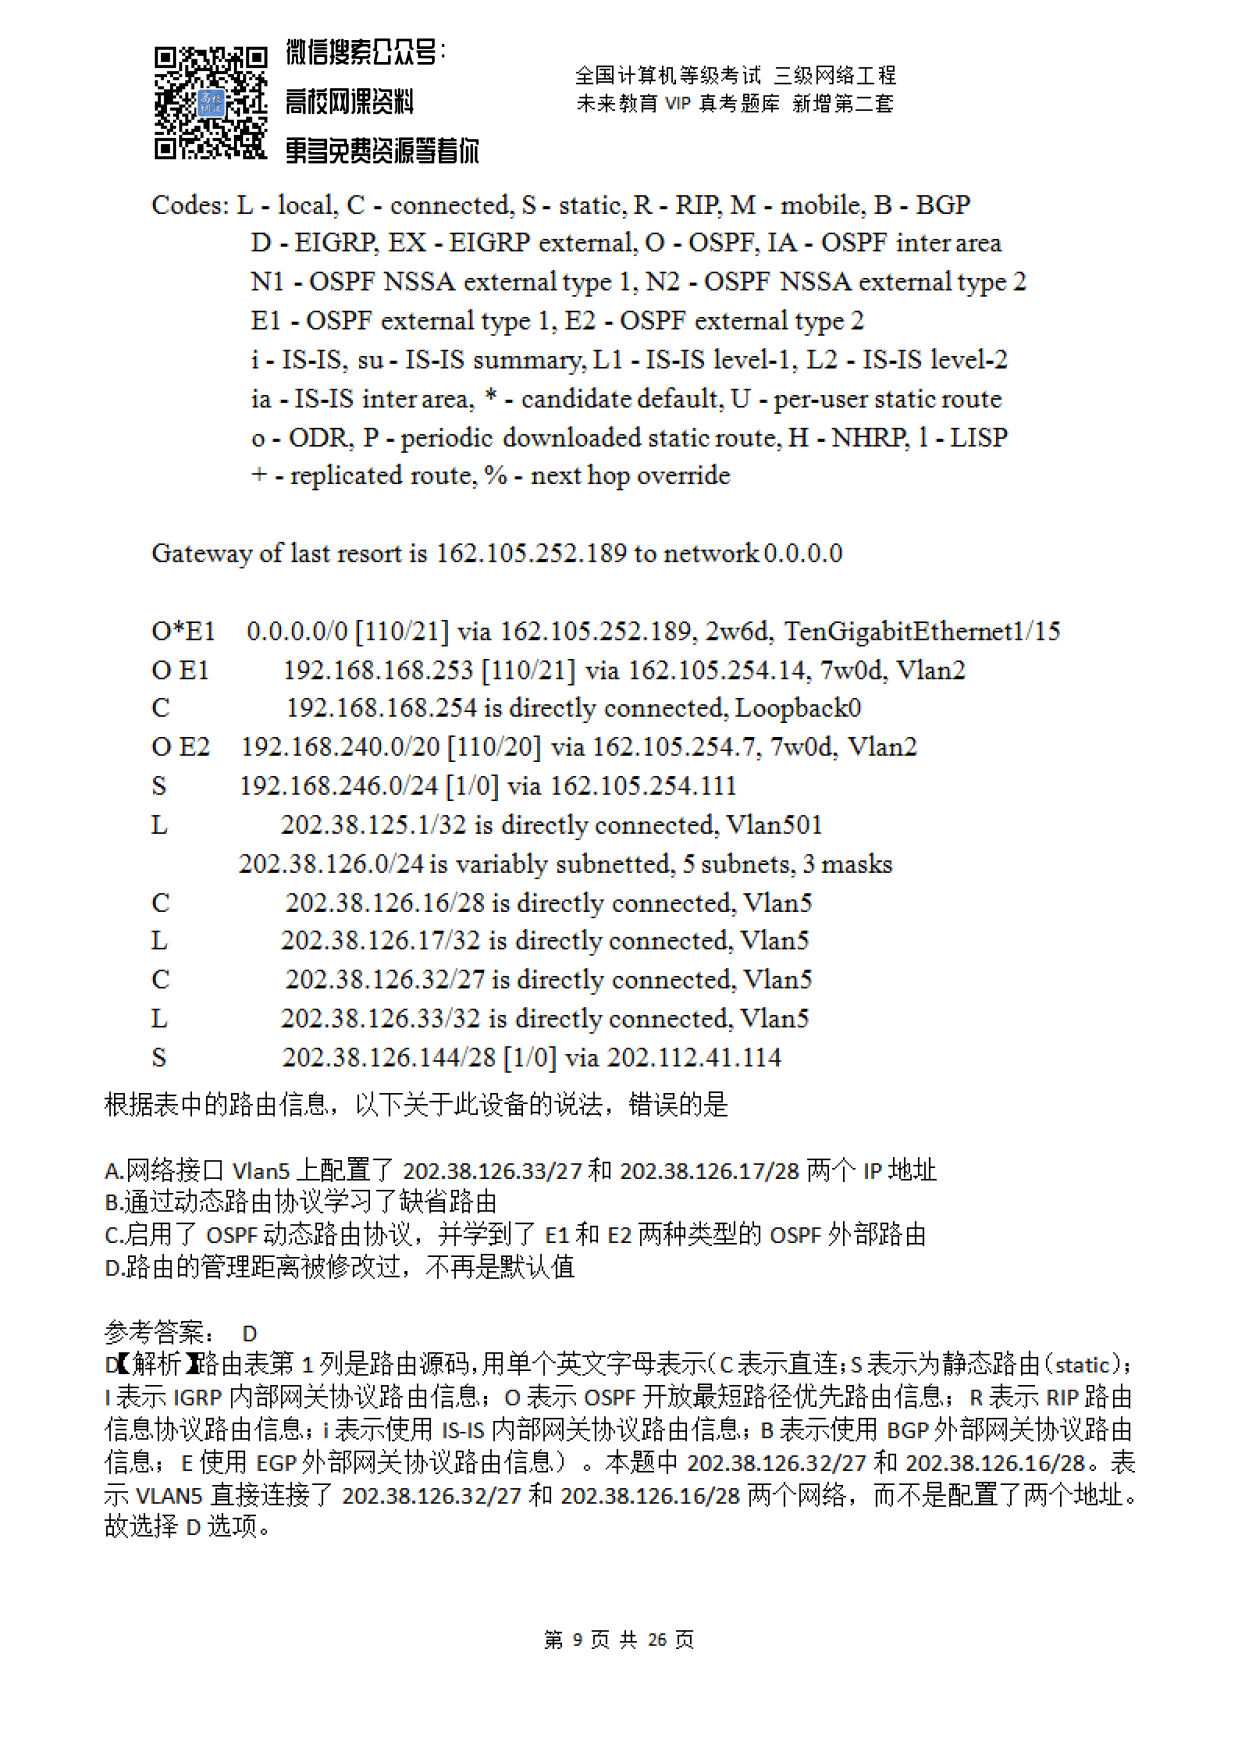 微信搜索公众号：
高校网课资料
更多免费资源等着你
高校
网课
全国计算机等级考试 三级网络工程
未来教育 VIP 真考题库 新增第二套
Codes: L - local, C - connected, S - static, R - RIP, M - mobile, B - BGP
D - EIGRP, EX - EIGRP external, O - OSPF, IA - OSPF inter area
N1 - OSPF NSSA external type 1, N2 - OSPF NSSA external type 2
E1 - OSPF external type 1, E2 - OSPF external type 2
i - IS-IS, su - IS-IS summary, L1 - IS-IS level-1, L2 - IS-IS level-2
ia - IS-IS inter area, * - candidate default, U - per-user static route
o - ODR, P - periodic downloaded static route, H - NHRP, l - LISP
+ - replicated route, % - next hop override
Gateway of last resort is 162.105.252.189 to network 0.0.0.0
O*E1 0.0.0.0/0 [110/21] via 162.105.252.189, 2w6d, TenGigabitEthernet1/15
O E1 192.168.168.253 [110/21] via 162.105.254.14, 7w0d, Vlan2
C 192.168.168.254 is directly connected, Loopback0
O E2 192.168.240.0/20 [110/20] via 162.105.254.7, 7w0d, Vlan2
S 192.168.246.0/24 [1/0] via 162.105.254.111
L 202.38.125.1/32 is directly connected, Vlan501
202.38.126.0/24 is variably subnetted, 5 subnets, 3 masks
C 202.38.126.16/28 is directly connected, Vlan5
L 202.38.126.17/32 is directly connected, Vlan5
C 202.38.126.32/27 is directly connected, Vlan5
L 202.38.126.33/32 is directly connected, Vlan5
S 202.38.126.144/28 [1/0] via 202.112.41.114
根据表中的路由信息，以下关于此设备的说法，错误的是
A.网络接口 Vlan5 上配置了 202.38.126.33/27 和 202.38.126.17/28 两个 IP 地址
B.通过动态路由协议学习了缺省路由
C.启用了 OSPF 动态路由协议，并学到了 E1 和 E2 两种类型的 OSPF 外部路由
D.路由的管理距离被修改过，不再是默认值
参考答案： D
D【解析】路由表第 1 列是路由源码，用单个英文字母表示（C 表示直连；S 表示为静态路由（static）；
I 表示 IGRP 内部网关协议路由信息；O 表示 OSPF 开放最短路径优先路由信息；R 表示 RIP 路由
信息协议路由信息；i 表示使用 IS-IS 内部网关协议路由信息；B 表示使用 BGP 外部网关协议路由
信息；E 使用 EGP 外部网关协议路由信息）。本题中 202.38.126.32/27 和 202.38.126.16/28。表
示 VLAN5 直接连接了 202.38.126.32/27 和 202.38.126.16/28 两个网络，而不是配置了两个地址。
故选择 D 选项。
第 9 页 共 26 页